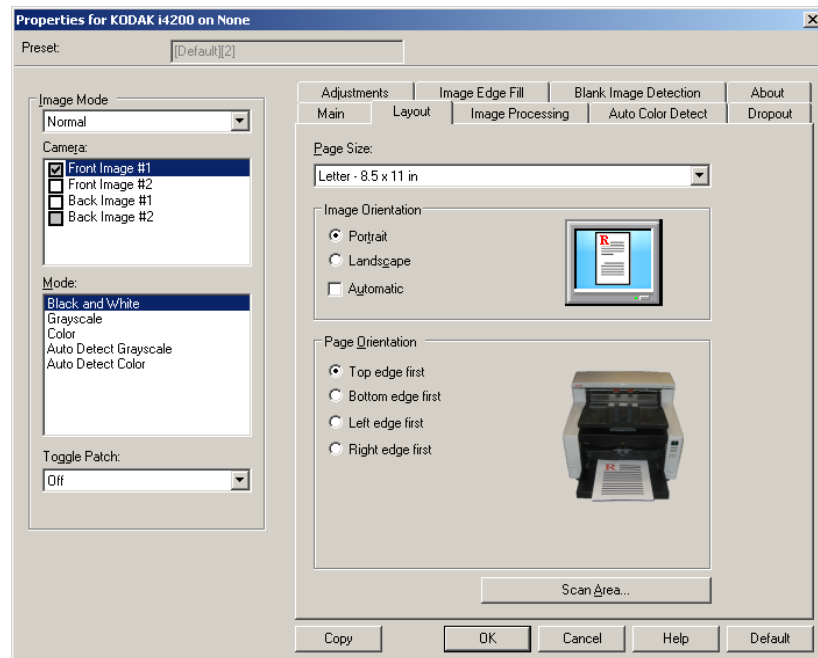 Properties for KODAK i4200 on None
Preset:
[Default][2]
Image Mode
Normal
Camera:
Front Image #1
Front Image #2
Back Image #1
Back Image #2
Mode:
Black and White
Grayscale
Color
Auto Detect Grayscale
Auto Detect Color
Toggle Patch:
Off
Adjustments Image Edge Fill Blank Image Detection About
Main Layout Image Processing Auto Color Detect Dropout
Page Size:
Letter - 8.5 x 11 in
Image Orientation
Portrait
Landscape
Automatic
R
Page Orientation
Top edge first
Bottom edge first
Left edge first
Right edge first
R
Scan Area...
Copy OK Cancel Help Default